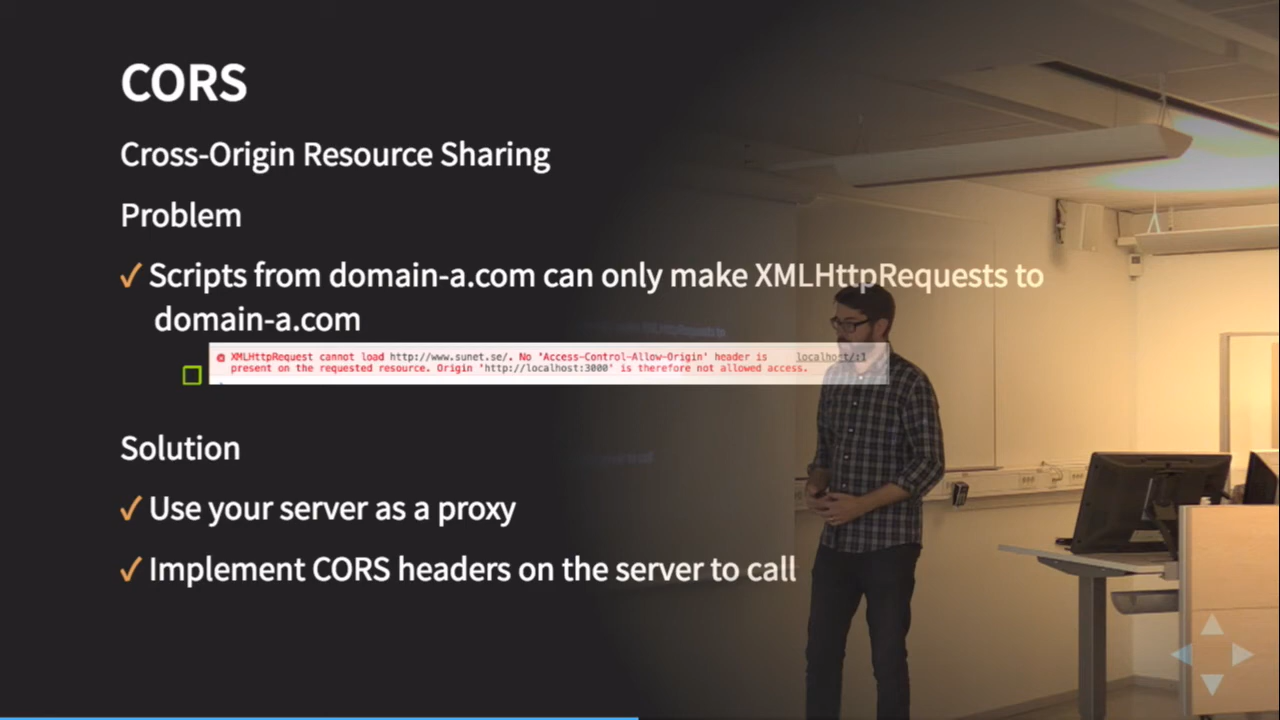 CORS
Cross-Origin Resource Sharing
Problem
✓ Scripts from domain-a.com can only make XMLHttpRequests to
domain-a.com
XMLHttpRequest cannot load http://www.sunet.se/. No 'Access-Control-Allow-Origin' header is localhost/:1
present on the requested resource. Origin 'http://localhost:3000' is therefore not allowed access.
Solution
✓ Use your server as a proxy
✓ Implement CORS headers on the server to call